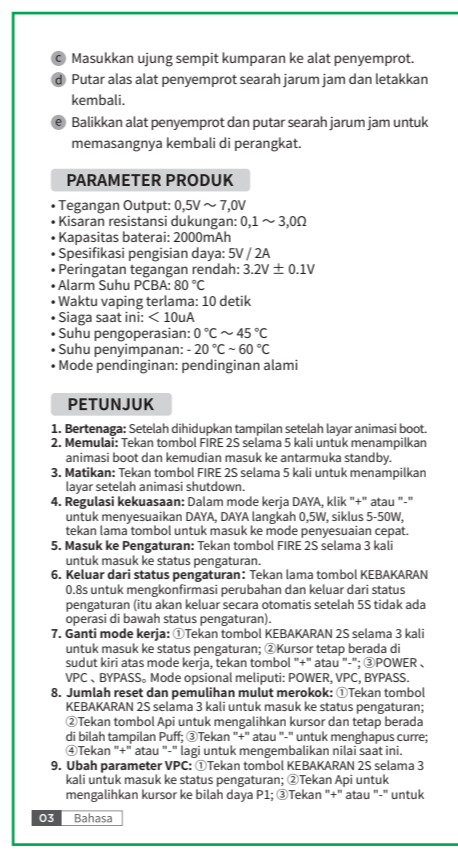 c Masukkan ujung sempit kumparan ke alat penyemprot.
d Putar alas alat penyemprot searah jarum jam dan letakkan
kembali.
e Balikkan alat penyemprot dan putar searah jarum jam untuk
memasangnya kembali di perangkat.
PARAMETER PRODUK
• Tegangan Output: 0,5V ～ 7,0V
• Kisaran resistansi dukungan: 0,1 ～ 3,0Ω
• Kapasitas baterai: 2000mAh
• Spesifikasi pengisian daya: 5V / 2A
• Peringatan tegangan rendah: 3.2V ± 0.1V
• Alarm Suhu PCBA: 80 ℃
• Waktu vaping terlama: 10 detik
• Siaga saat ini: ＜ 10uA
• Suhu pengoperasian: 0 ℃ ～ 45 ℃
• Suhu penyimpanan: - 20 ℃ ~ 60 ℃
• Mode pendinginan: pendinginan alami
PETUNJUK
1. Bertenaga: Setelah dihidupkan tampilan setelah layar animasi boot.
2. Memulai: Tekan tombol FIRE 2S selama 5 kali untuk menampilkan
animasi boot dan kemudian masuk ke antarmuka standby.
3. Matikan: Tekan tombol FIRE 2S selama 5 kali untuk menampilkan
layar setelah animasi shutdown.
4. Regulasi kekuasaan: Dalam mode kerja DAYA, klik "+" atau "-"
untuk menyesuaikan DAYA, DAYA langkah 0,5W, siklus 5-50W,
tekan lama tombol untuk masuk ke mode penyesuaian cepat.
5. Masuk ke Pengaturan: Tekan tombol FIRE 2S selama 3 kali
untuk masuk ke status pengaturan.
6. Keluar dari status pengaturan：Tekan lama tombol KEBAKARAN
0.8s untuk mengkonfirmasi perubahan dan keluar dari status
pengaturan (itu akan keluar secara otomatis setelah 5S tidak ada
operasi di bawah status pengaturan).
7. Ganti mode kerja: ①Tekan tombol KEBAKARAN 2S selama 3 kali
untuk masuk ke status pengaturan; ②Kursor tetap berada di
sudut kiri atas mode kerja, tekan tombol "+" atau "-"; ③POWER 、
VPC 、BYPASS。Mode opsional meliputi: POWER, VPC, BYPASS.
8. Jumlah reset dan pemulihan mulut merokok: ①Tekan tombol
KEBAKARAN 2S selama 3 kali untuk masuk ke status pengaturan;
②Tekan tombol Api untuk mengalihkan kursor dan tetap berada
di bilah tampilan Puff; ③Tekan "+" atau "-" untuk menghapus curre;
④Tekan "+" atau "-" lagi untuk mengembalikan nilai saat ini.
9. Ubah parameter VPC: ①Tekan tombol KEBAKARAN 2S selama 3
kali untuk masuk ke status pengaturan; ②Tekan Api untuk
mengalihkan kursor ke bilah daya P1; ③Tekan "+" atau "-" untuk
03 Bahasa